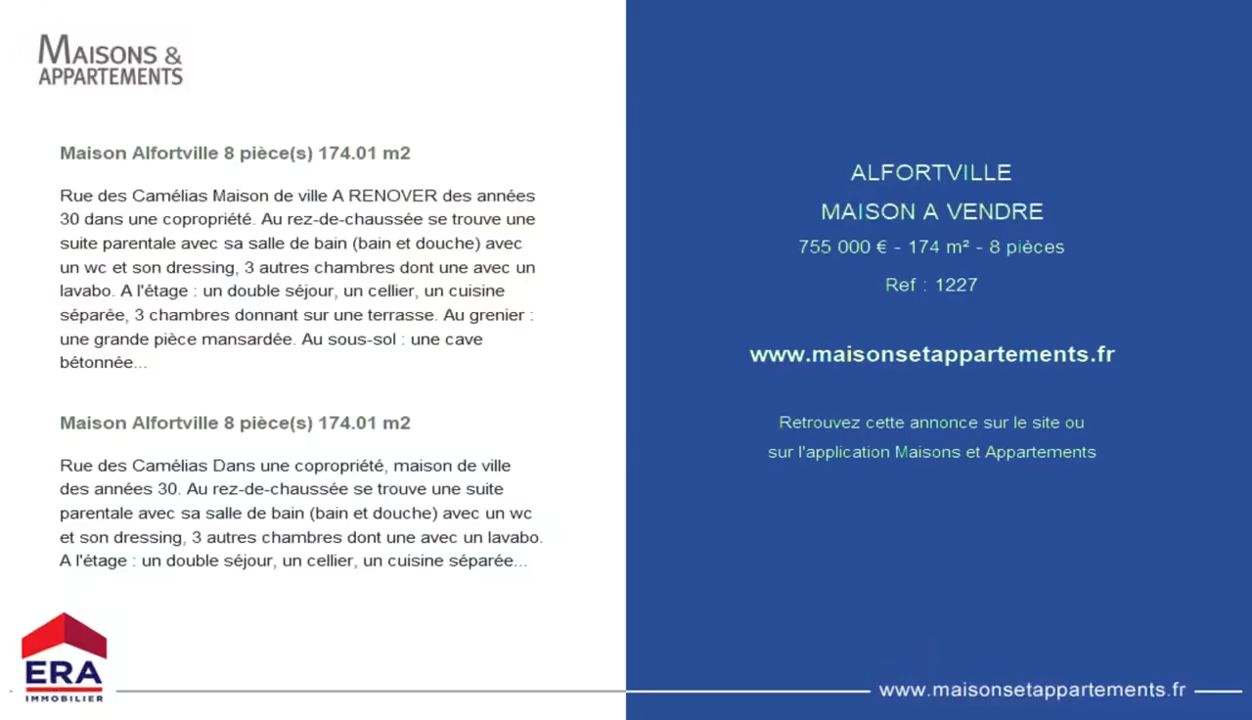 MAISONS &
APPARTEMENTS
Maison Alfortville 8 pièce(s) 174.01 m2
Rue des Camélias Maison de ville A RENOVER des années
30 dans une copropriété. Au rez-de-chaussée se trouve une
suite parentale avec sa salle de bain (bain et douche) avec
un wc et son dressing, 3 autres chambres dont une avec un
lavabo. A l'étage : un double séjour, un cellier, un cuisine
séparée, 3 chambres donnant sur une terrasse. Au grenier :
une grande pièce mansardée. Au sous-sol : une cave
bétonnée...
Maison Alfortville 8 pièce(s) 174.01 m2
Rue des Camélias Dans une copropriété, maison de ville
des années 30. Au rez-de-chaussée se trouve une suite
parentale avec sa salle de bain (bain et douche) avec un wc
et son dressing, 3 autres chambres dont une avec un lavabo.
A l'étage : un double séjour, un cellier, un cuisine séparée...
ERA
IMMOBILIER
ALFORTVILLE
MAISON A VENDRE
755 000 € - 174 m² - 8 pièces
Ref : 1227
www.maisonsetappartements.fr
Retrouvez cette annonce sur le site ou
sur l'application Maisons et Appartements
www.maisonsetappartements.fr